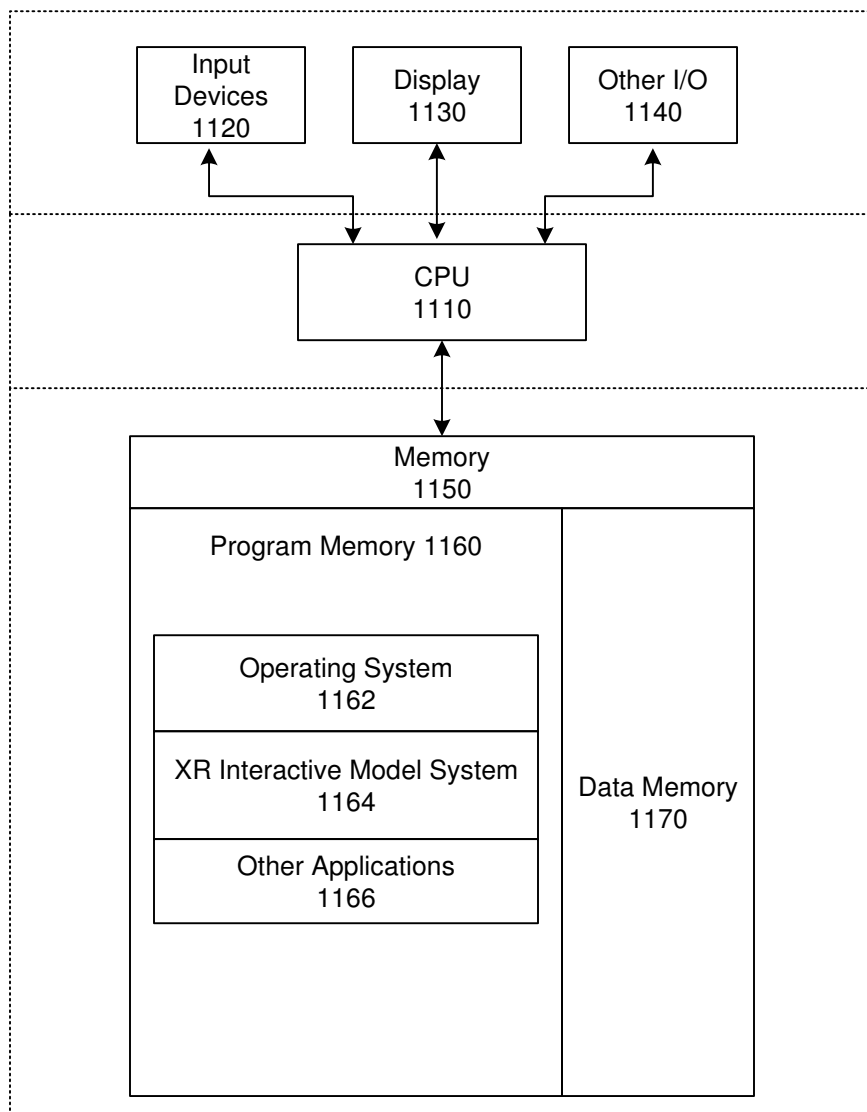 Input
Devices
1120
Display
1130
Other I/O
1140
CPU
1110
Memory
1150
Program Memory 1160
Operating System
1162
XR Interactive Model System
1164
Other Applications
1166
Data Memory
1170